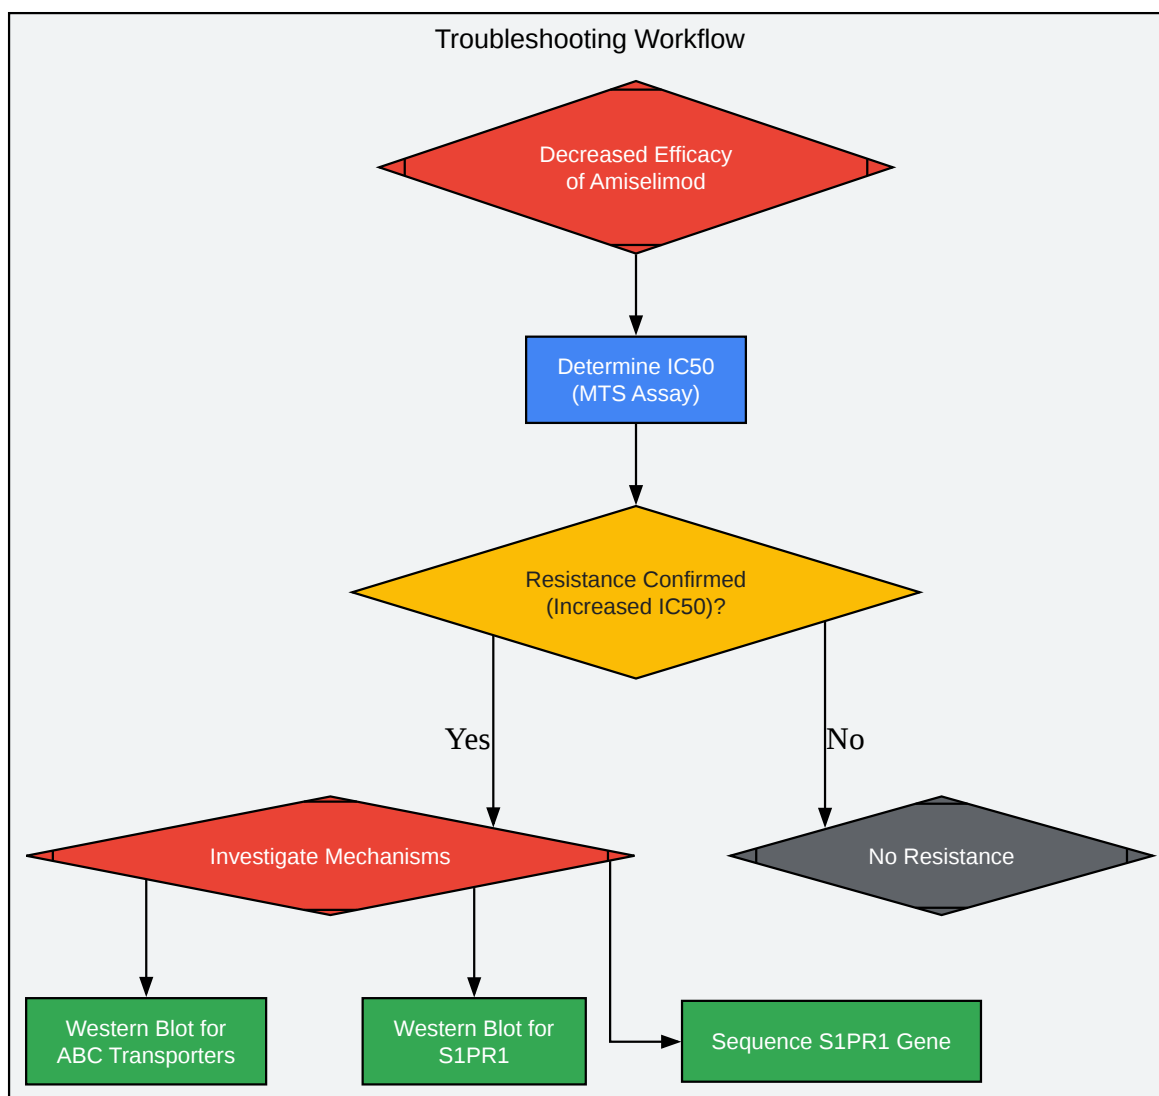 Troubleshooting Workflow
Decreased Efficacy
of Amiselimod
Determine IC50
(MTS Assay)
Resistance Confirmed
(Increased IC50)?
Yes
No
Investigate Mechanisms
No Resistance
Western Blot for
ABC Transporters
Western Blot for
S1PR1
Sequence S1PR1 Gene